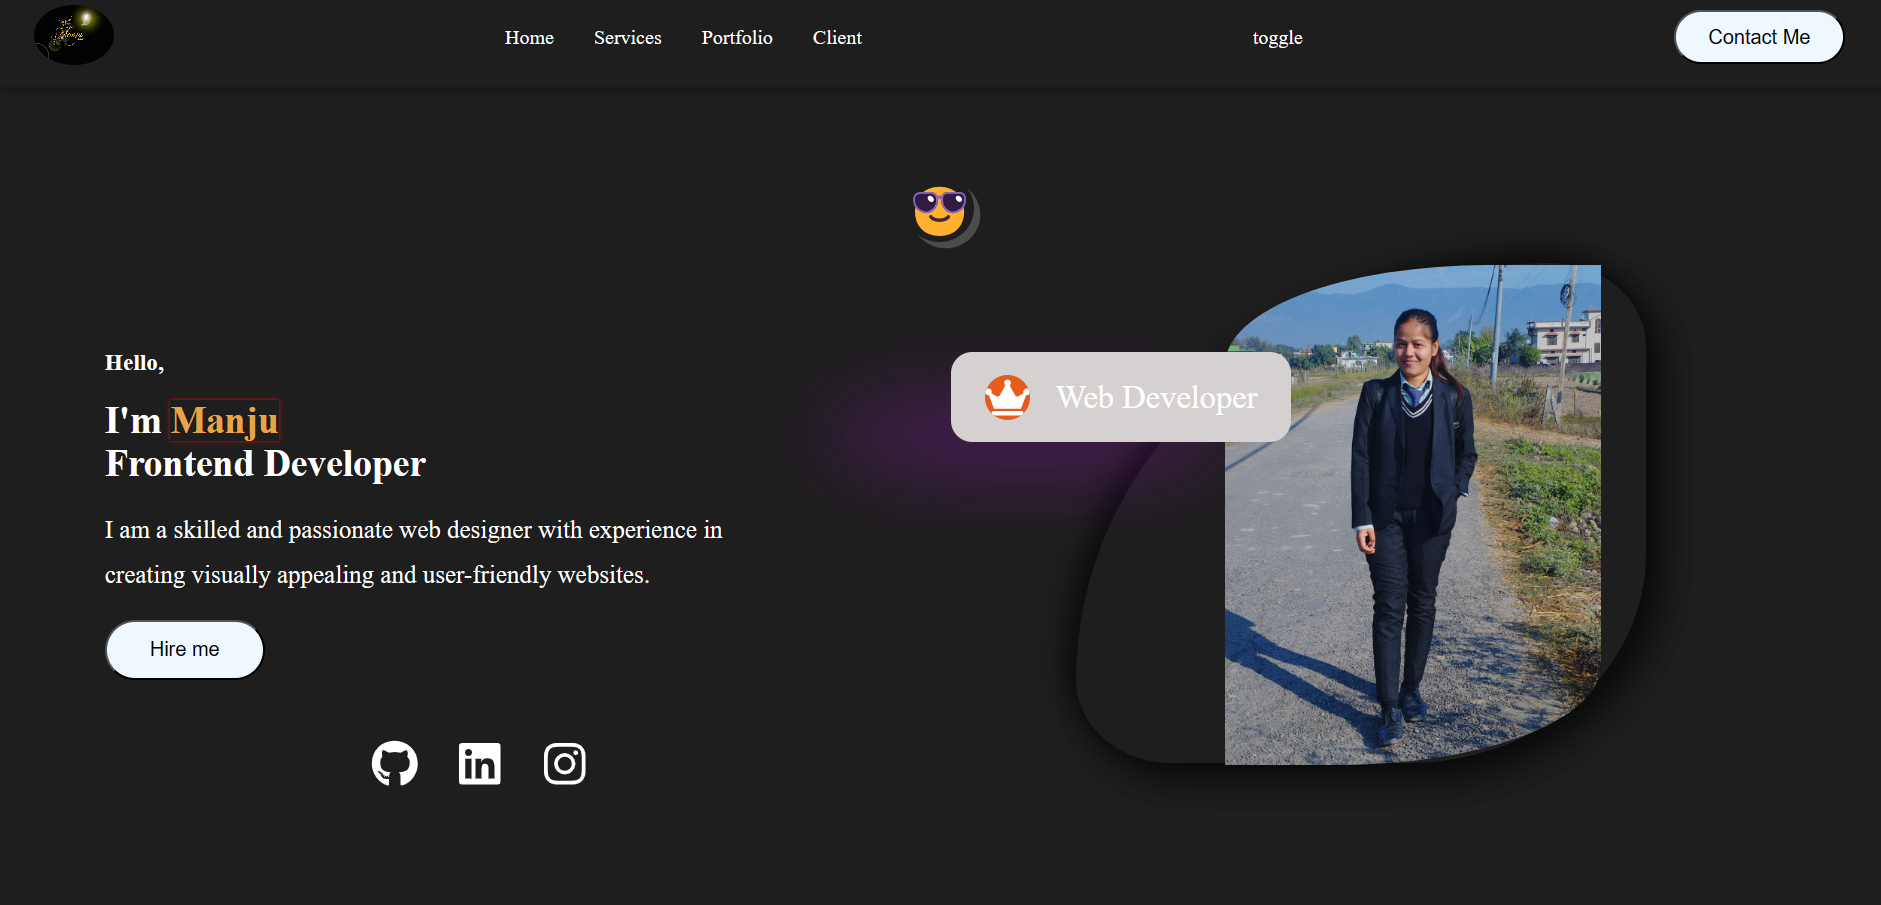 Home Services Portfolio Client toggle Contact Me
Web Developer
Hello,
I'm Manju
Frontend Developer
I am a skilled and passionate web designer with experience in
creating visually appealing and user-friendly websites.
Hire me
in